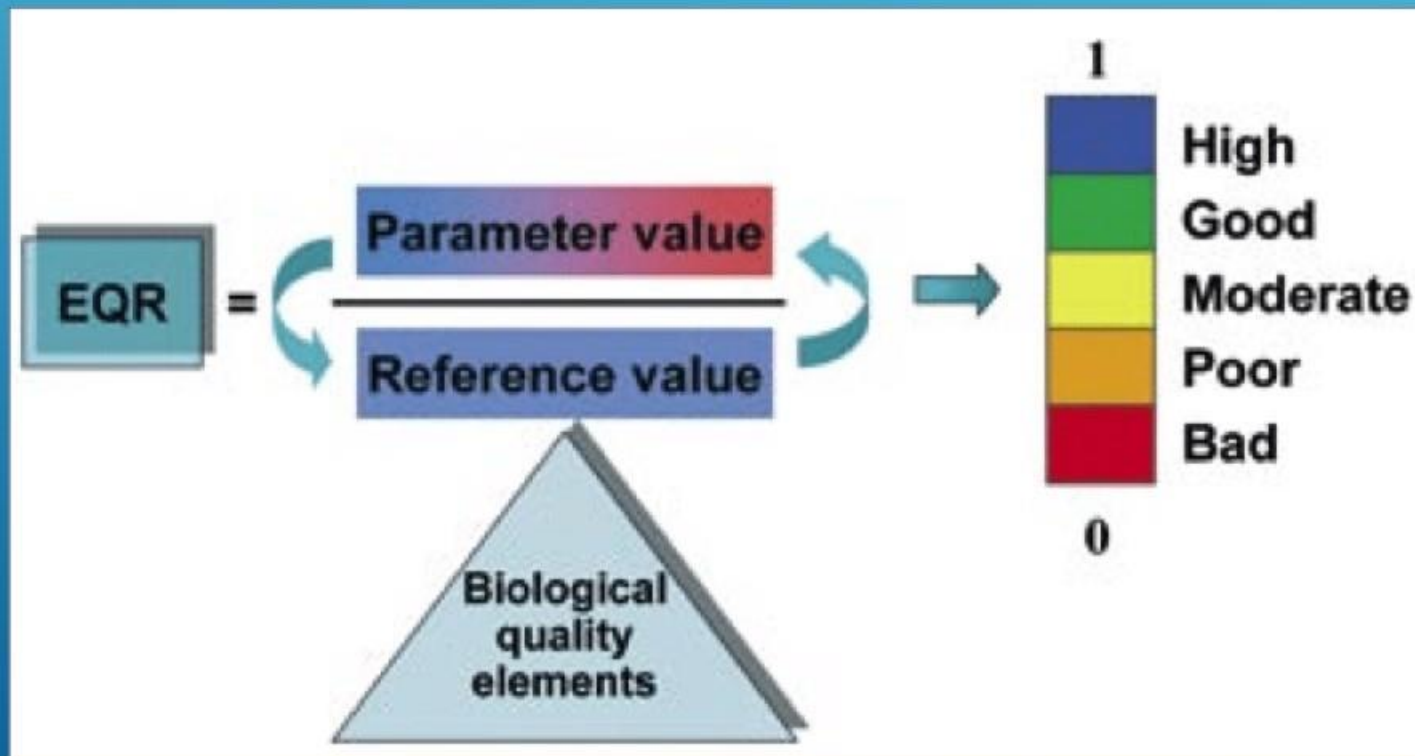 EQR
=
Parameter value
Reference value
Biological
quality
elements
1
High
Good
Moderate
Poor
Bad
0